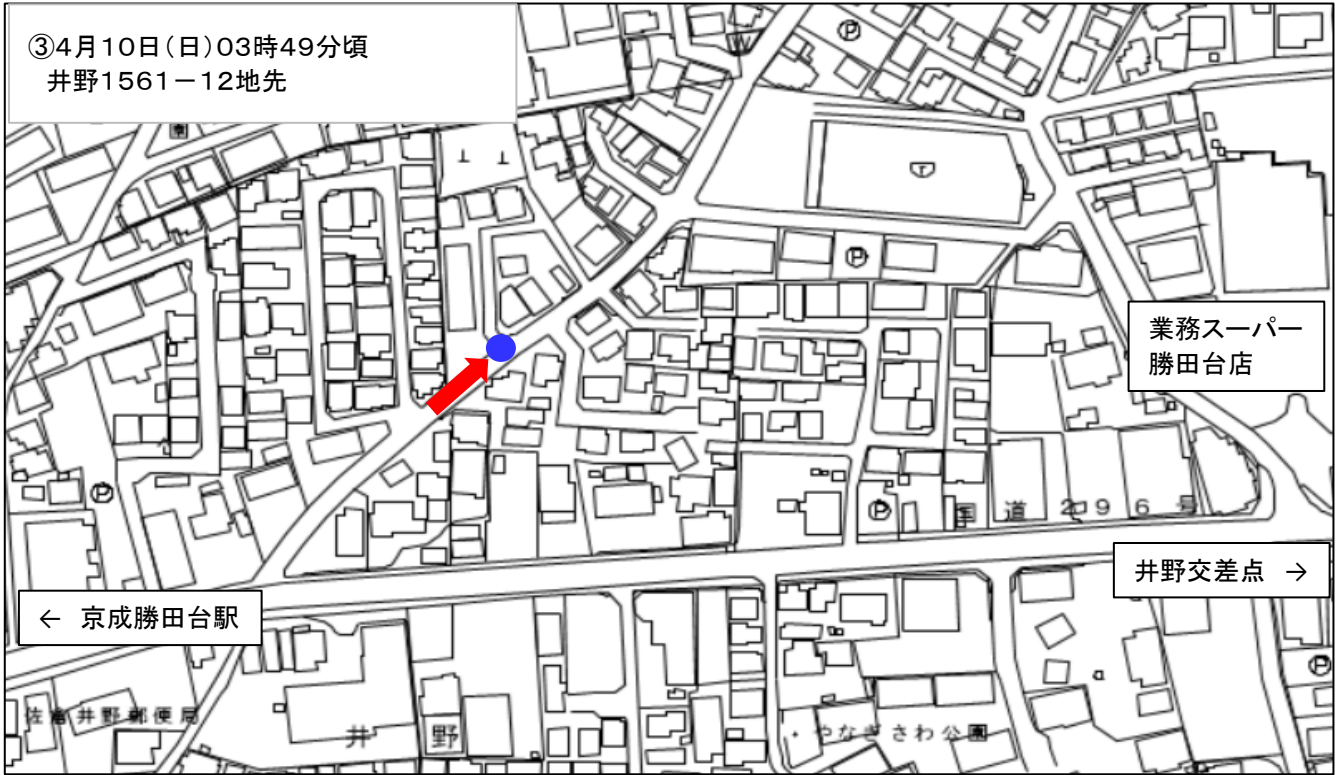 ③4月10日(日)03時49分頃
井野1561-12地先
W
P
園
P
業務スーパー
勝田台店
P
P
国道296号
井野交差点 →
← 京成勝田台駅
P
佐倉井野郵便局
井野
やなぎさわ公園